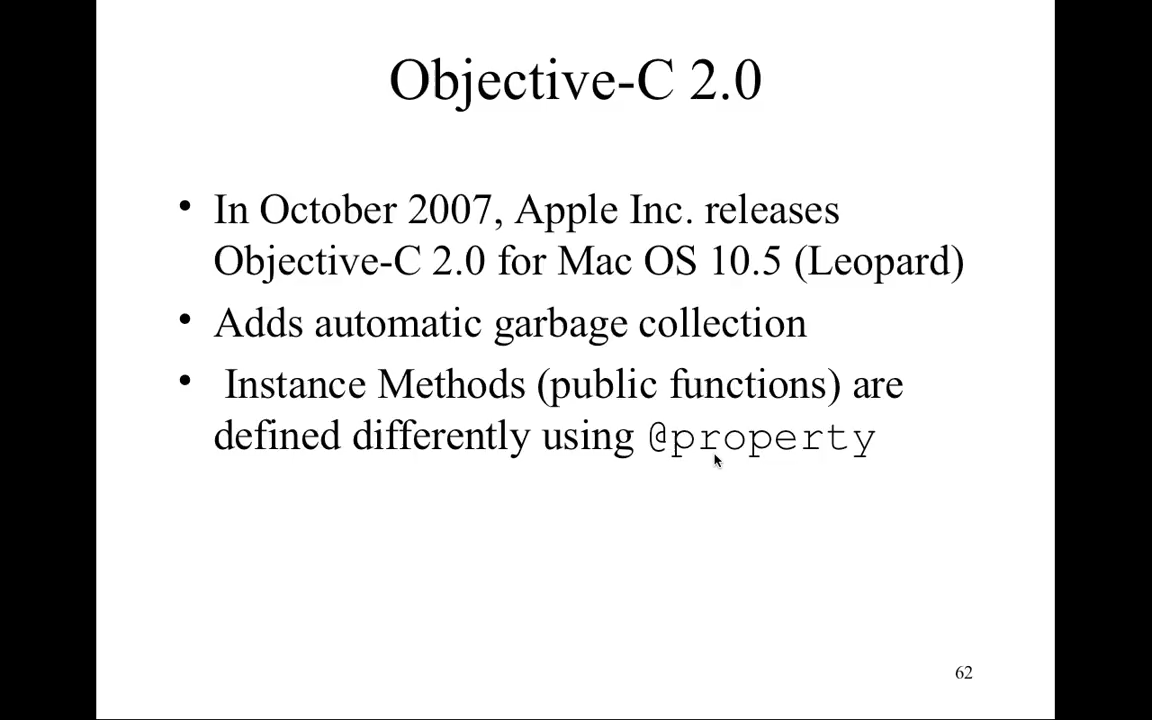 Objective-C 2.0
• In October 2007, Apple Inc. releases
Objective-C 2.0 for Mac OS 10.5 (Leopard)
• Adds automatic garbage collection
• Instance Methods (public functions) are
defined differently using @property
62